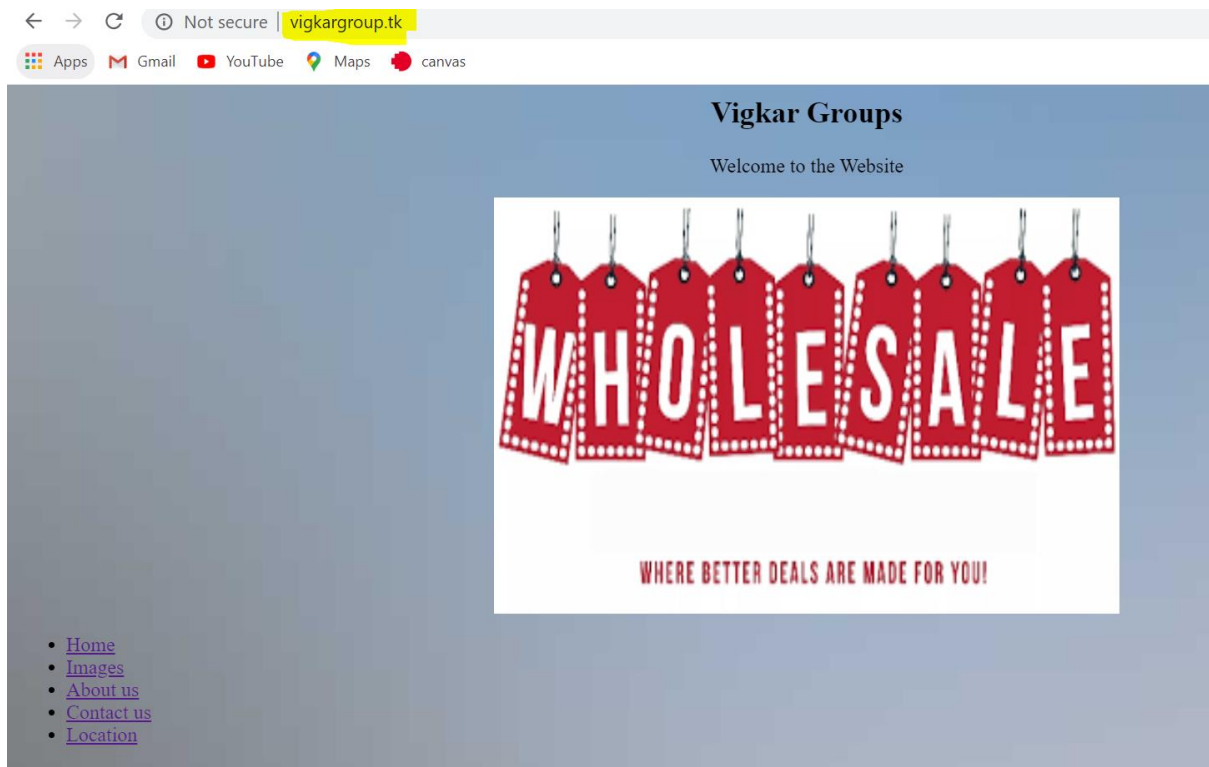 Not secure | vigkargroup.tk
Apps Gmail YouTube Maps canvas
Vigkar Groups
Welcome to the Website
WHOLESALE
WHERE BETTER DEALS ARE MADE FOR YOU!
• Home
• Images
• About us
• Contact us
• Location